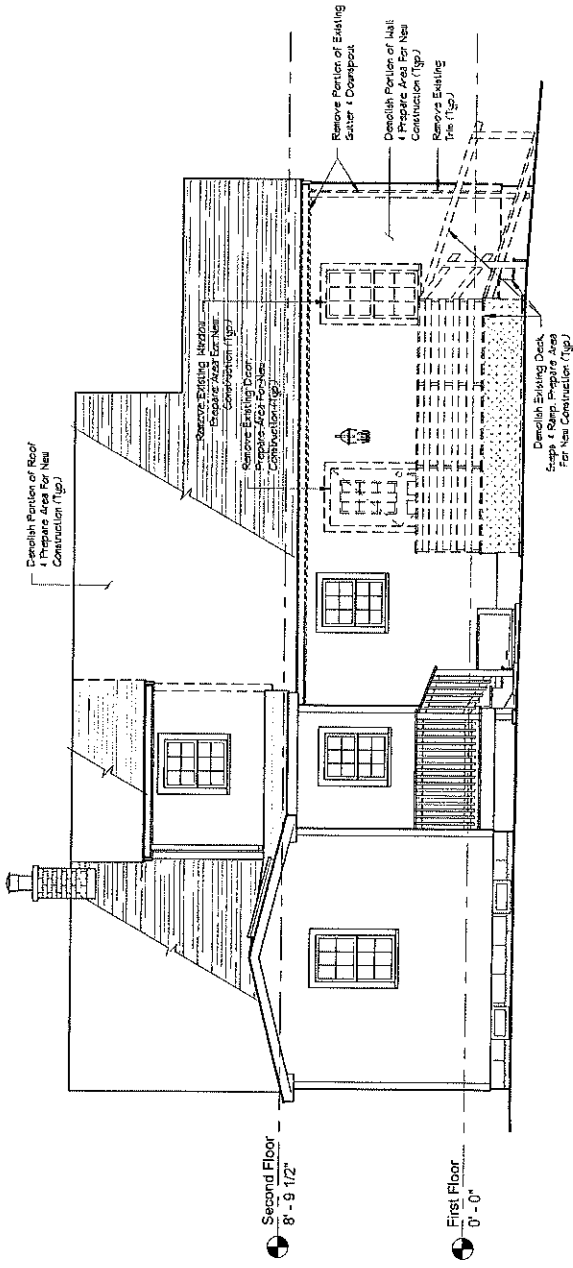 Demolish Portion of Roof
& Prepare Area For New
Construction (Typ.)
Remove Existing Window
Prepare Area For New
Construction (Typ.)
Remove Existing Door,
Prepare Area For New
Construction (Typ.)
Remove Portion of Existing
Gutter & Downspout
Demolish Portion of Wall
& Prepare Area For New
Construction (Typ.)
Remove Existing
Trim (Typ.)
Demolish Existing Deck,
Steps & Ramp. Prepare Area
For New Construction (Typ.)
Second Floor
8' - 9 1/2"
First Floor
0' - 0"